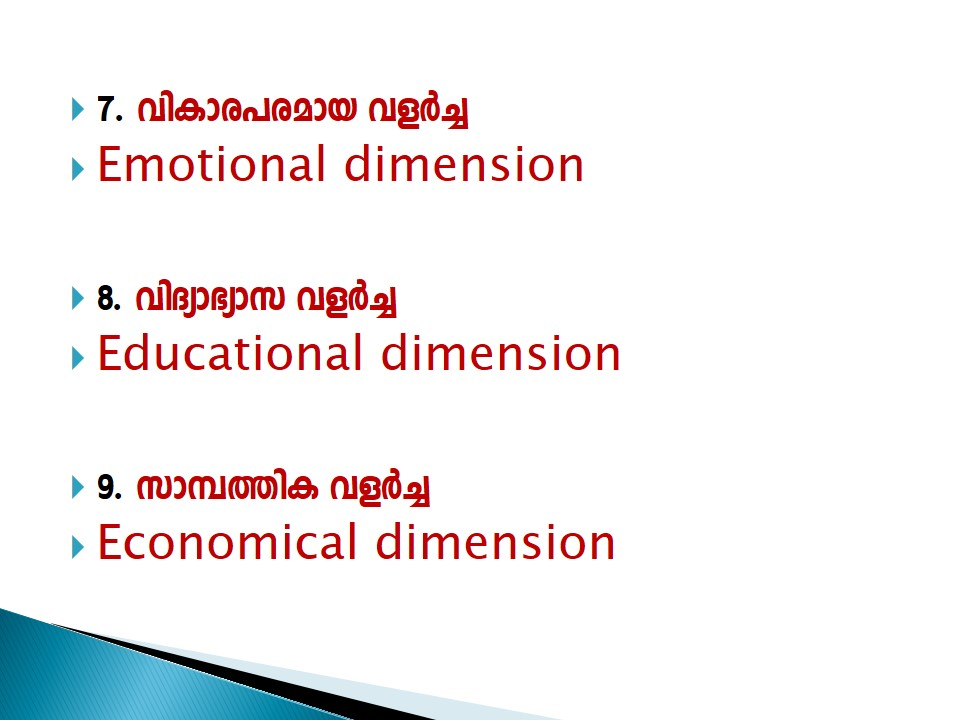 7. വികാരപരമായ വളർച്ച
Emotional dimension
8. വിദ്യാഭ്യാസ വളർച്ച
Educational dimension
9. സാമ്പത്തിക വളർച്ച
Economical dimension